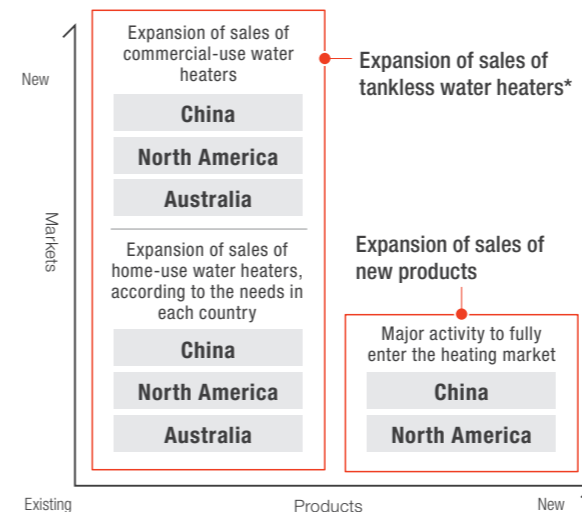 Expansion of sales of
commercial-use water
heaters
China
North America
Australia
Expansion of sales of
home-use water heaters,
according to the needs in
each country
China
North America
Australia
Expansion of sales of
tankless water heaters*
Expansion of sales of
new products
Major activity to fully
enter the heating market
China
North America
New
Markets
Existing
Products
New